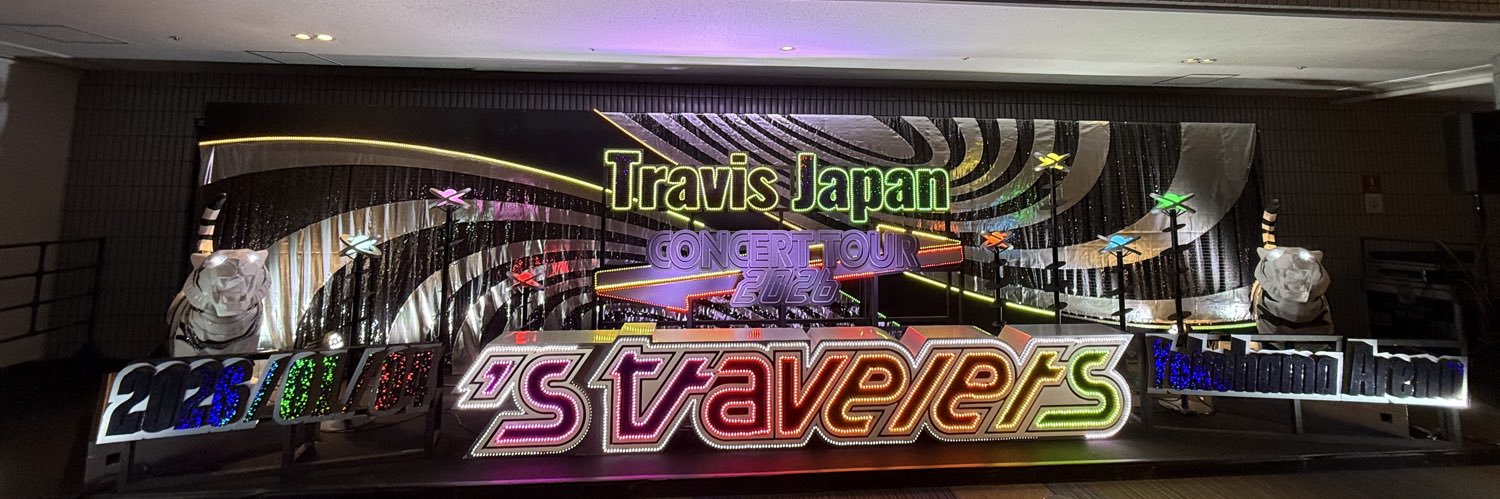 Travis Japan
CONCERT TOUR
2026
's travelers
2026/01/04
Yokohama Arena